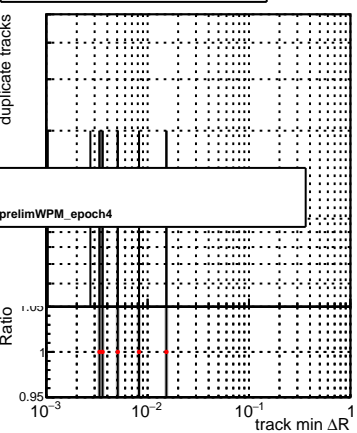 duplicate tracks
prelimWPM_epoch4
Ratio
1.05
1
0.95
10⁻³ 10⁻² 10⁻¹ 1
track min ΔR